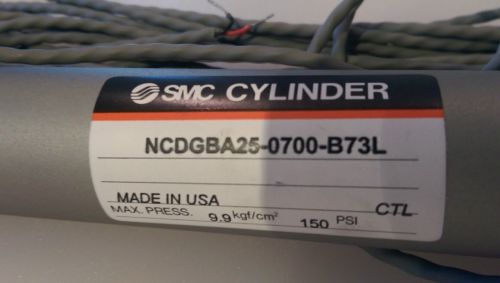 SMC CYLINDER
NCDGBA25-0700-B73L
MADE IN USA CTL
MAX. PRESS. 9.9 kgf/cm² 150 PSI